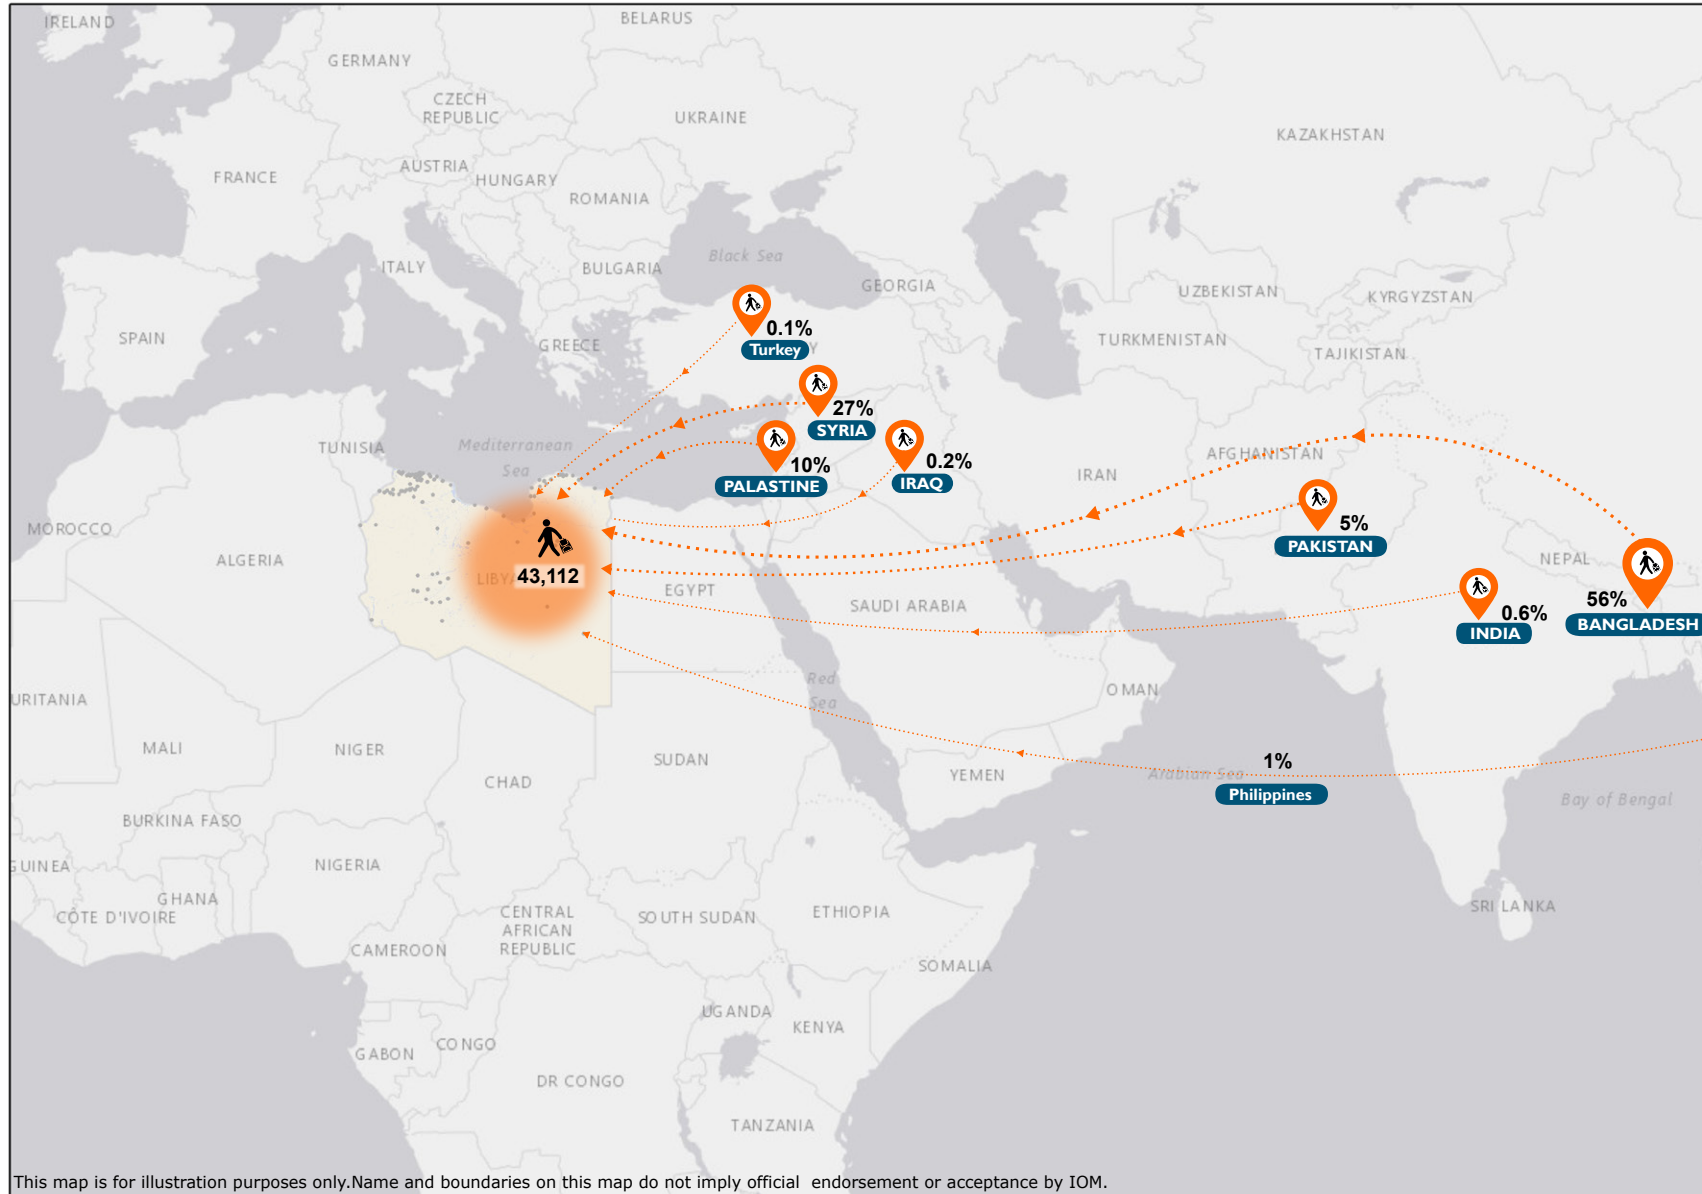 IRELAND
BELARUS
GERMANY
CZECH
REPUBLIC
UKRAINE
KAZAKHSTAN
AUSTRIA
FRANCE
HUNGARY
ROMANIA
Black Sea
ITALY
BULGARIA
GEORGIA
UZBEKISTAN
KYRGYZSTAN
SPAIN
GREECE
0.1%
Turkey
Y
TURKMENISTAN
TAJIKISTAN
27%
SYRIA
TUNISIA
Mediterranean
Sea
10%
PALASTINE
0.2%
IRAQ
IRAN
AFGHANISTAN
MOROCCO
5%
PAKISTAN
ALGERIA
LIBYA
43,112
EGYPT
SAUDI ARABIA
NEPAL
0.6%
INDIA
56%
BANGLADESH
Red
Sea
OMAN
URITANIA
MALI
NIGER
CHAD
SUDAN
YEMEN
1%
Arabian Sea
Philippines
Bay of Bengal
BURKINA FASO
GUINEA
NIGERIA
GHANA
CÔTE D'IVOIRE
CENTRAL
AFRICAN
REPUBLIC
SOUTH SUDAN
ETHIOPIA
SRI LANKA
CAMEROON
SOMALIA
UGANDA
KENYA
GABON
CONGO
DR CONGO
TANZANIA
This map is for illustration purposes only.Name and boundaries on this map do not imply official endorsement or acceptance by IOM.